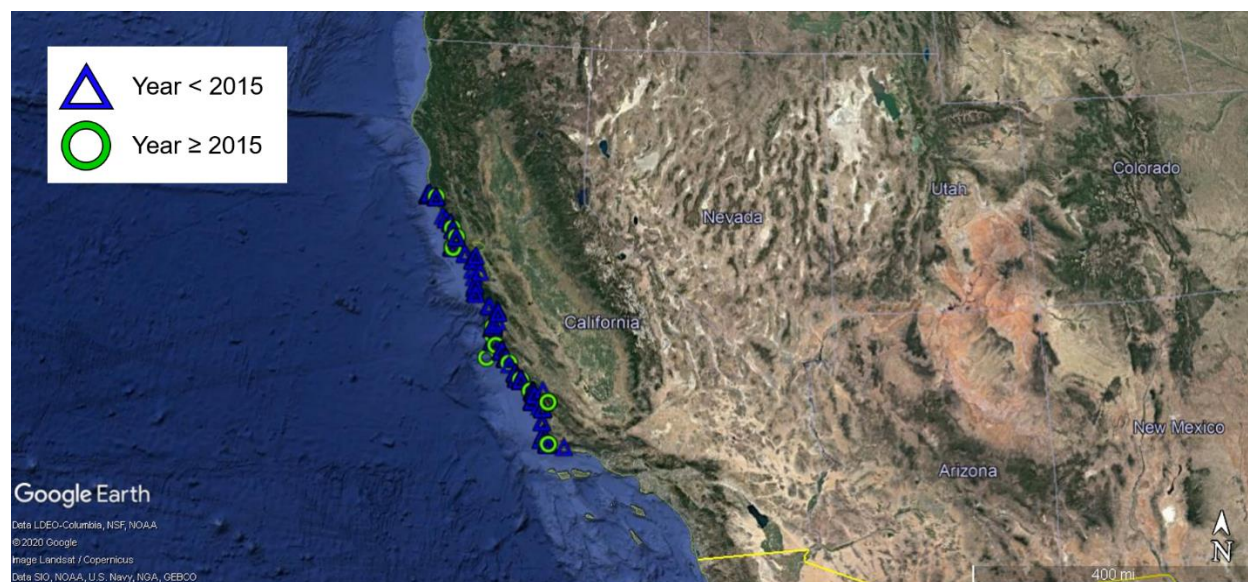 Year < 2015
Year ≥ 2015
Colorado
Utah
Nevada
California
New Mexico
Arizona
Google Earth
Data LDEO-Columbia, NSF, NOAA
©2020 Google
Image Landsat / Copernicus
Data SIO, NOAA, U.S. Navy, NGA, GEBCO
N
400 mi